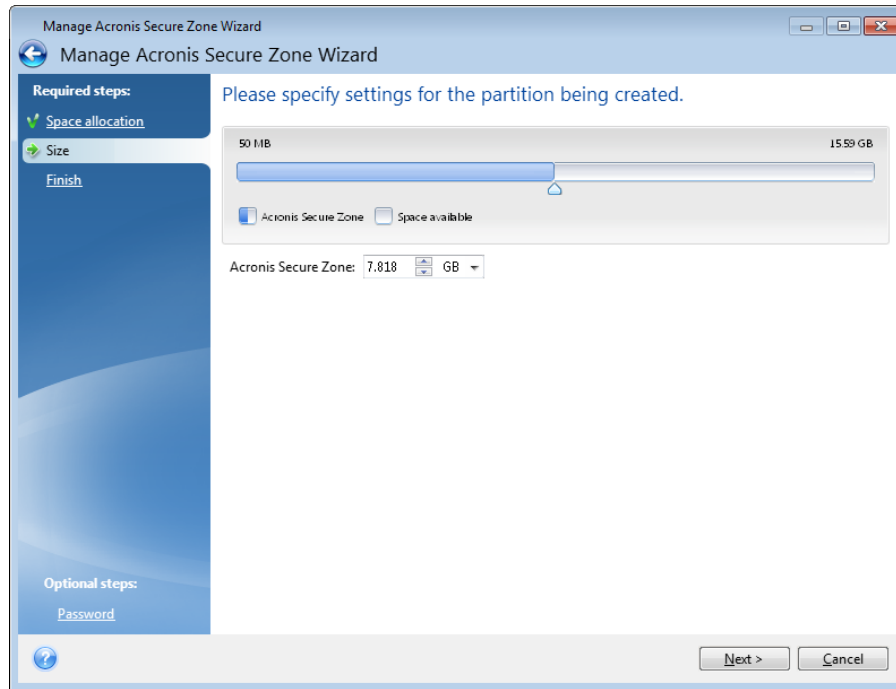 Manage Acronis Secure Zone Wizard
Manage Acronis Secure Zone Wizard
Required steps:
Space allocation
Size
Finish
Optional steps:
Password
Please specify settings for the partition being created.
50 MB 15.59 GB
Acronis Secure Zone Space available
Acronis Secure Zone: 7.818 GB
?
Next > Cancel